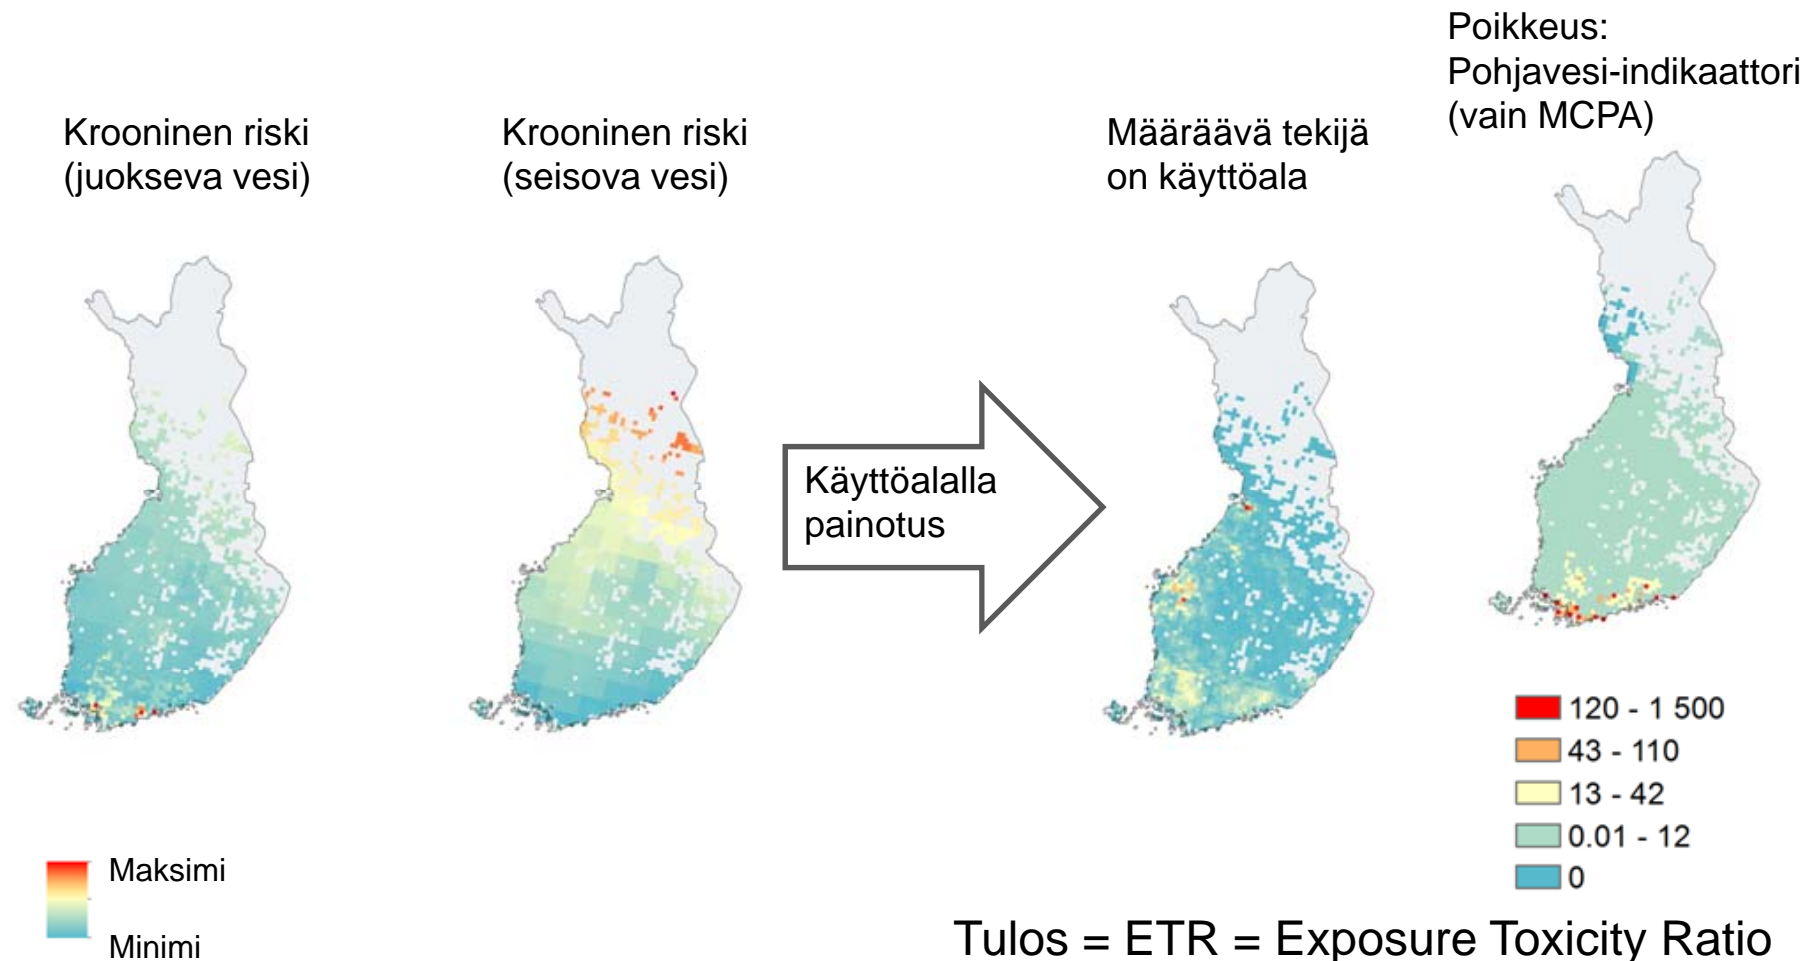 Krooninen riski
(juokseva vesi)
Krooninen riski
(seisova vesi)
Käyttöalalla
painotus
Määräävä tekijä
on käyttöala
Poikkeus:
Pohjavesi-indikaattori
(vain MCPA)
120 - 1 500
43 - 110
13 - 42
0.01 - 12
0
Maksimi
Minimi
Tulos = ETR = Exposure Toxicity Ratio